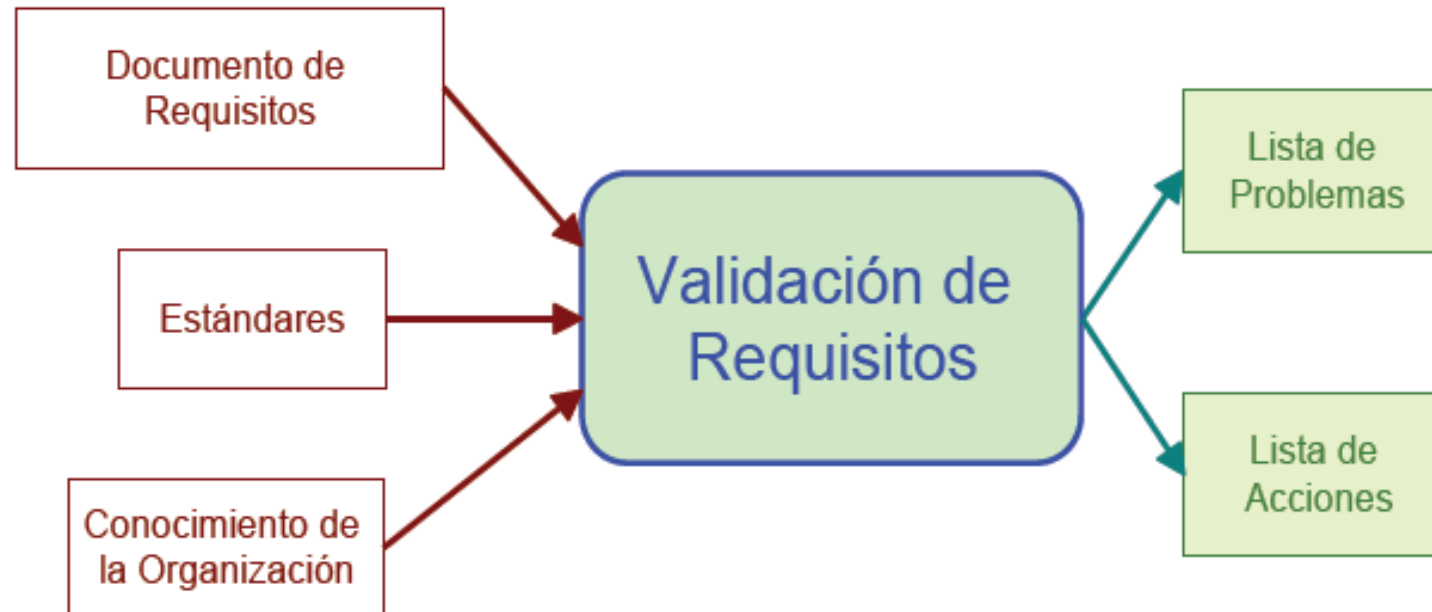 Documento de
Requisitos
Estándares
Conocimiento de
la Organización
Validación de
Requisitos
Lista de
Problemas
Lista de
Acciones